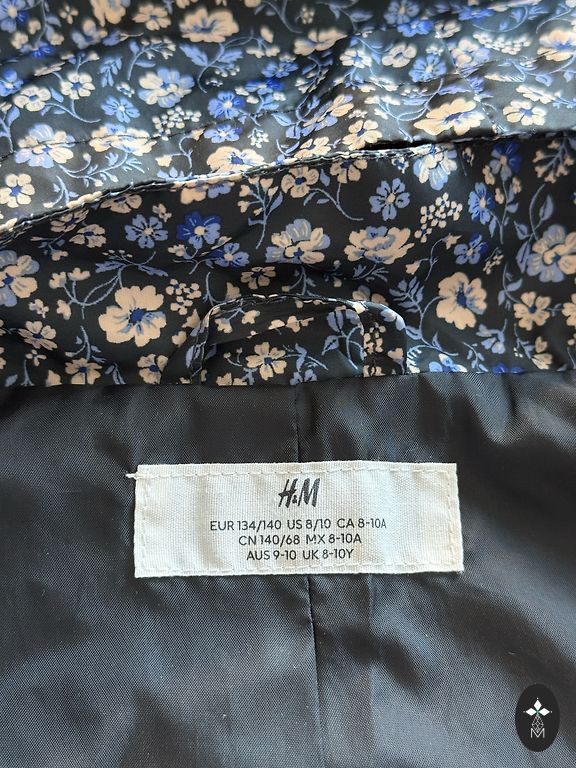 H&M
EUR 134/140 US 8/10 CA 8-10A
CN 140/68 MX 8-10A
AUS 9-10 UK 8-10Y
M